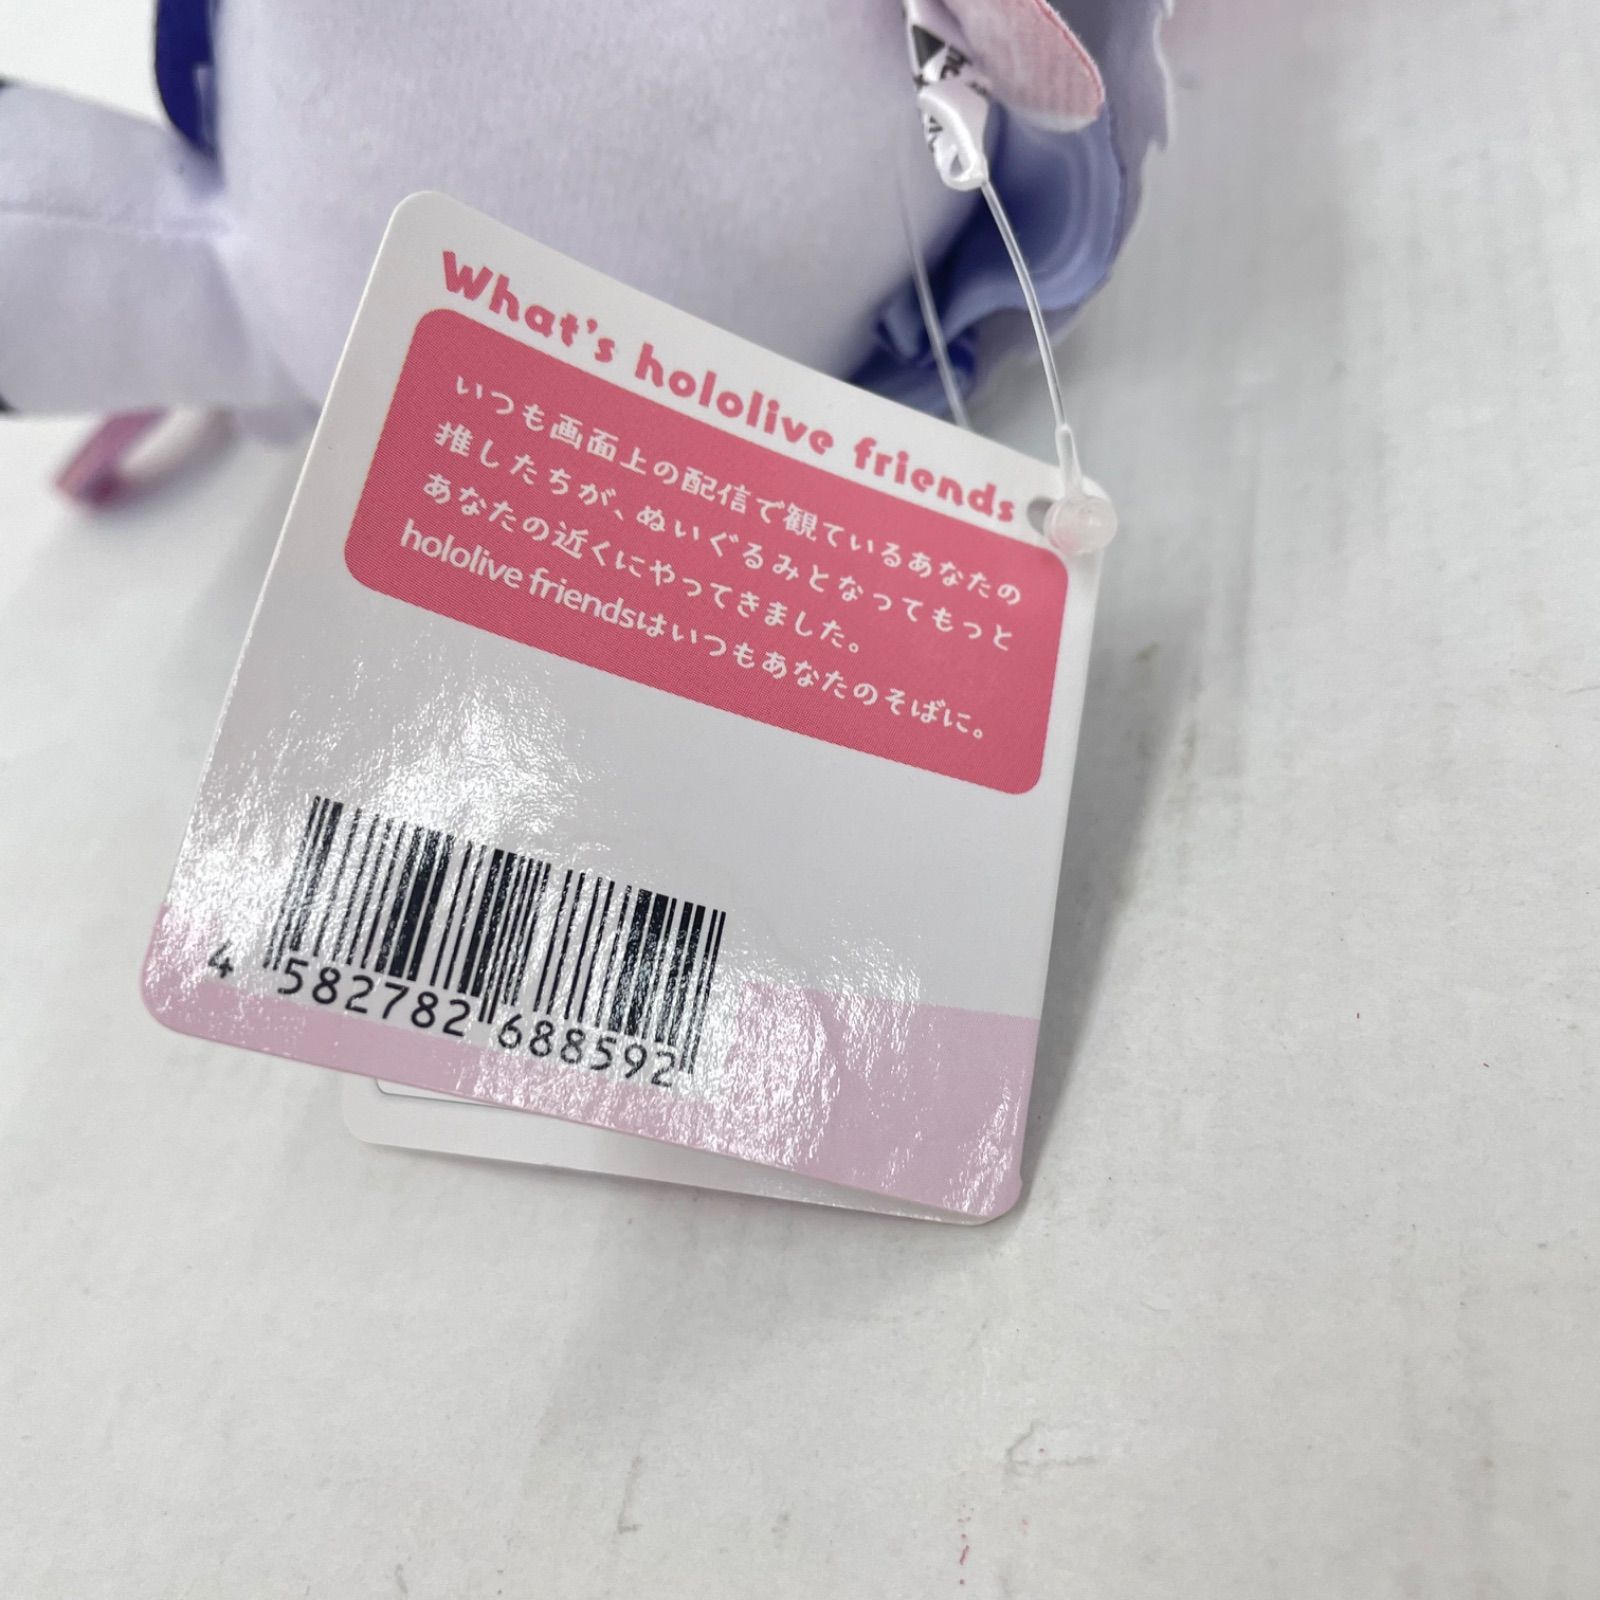 What's hololive friends
いつも画面上の配信で観ているあなたの
推したちが、ぬいぐるみとなってもっと
あなたの近くにやってきました。
hololive friendsはいつもあなたのそばに。
4 582782 688592